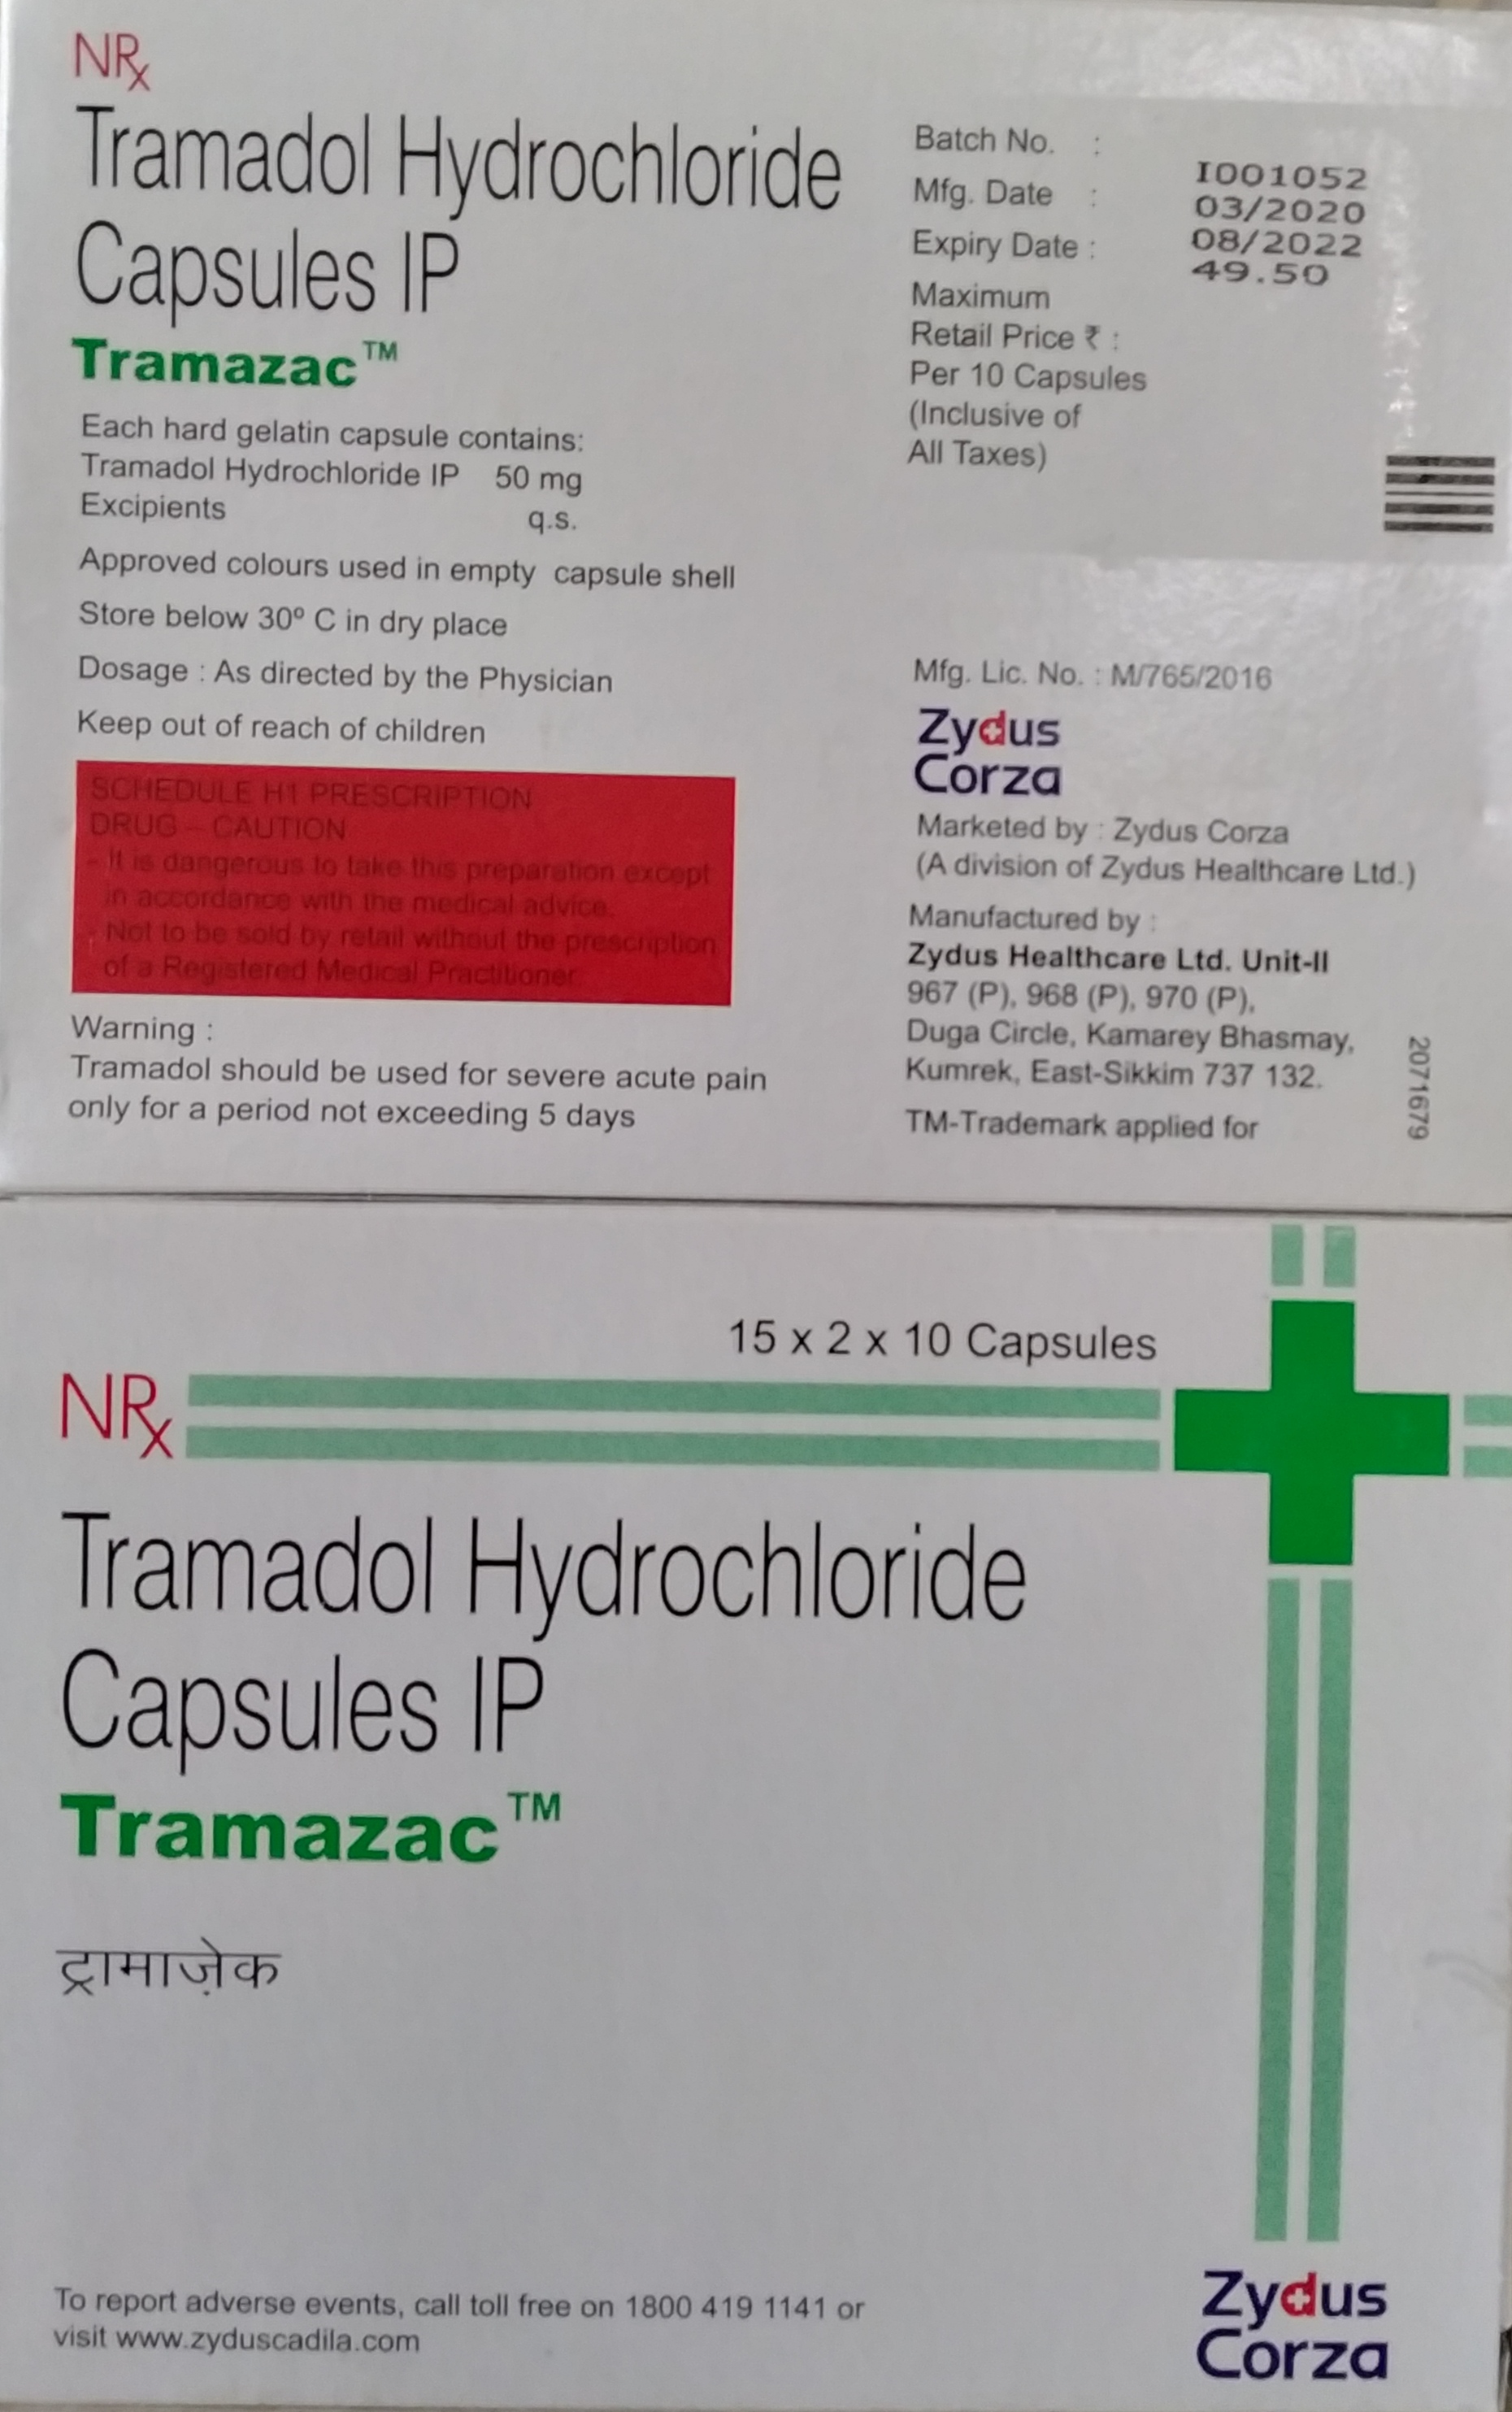 NRx
Tramadol Hydrochloride
Capsules IP
Tramazac™
Each hard gelatin capsule contains:
Tramadol Hydrochloride IP 50 mg
Excipients q.s.
Approved colours used in empty capsule shell
Store below 30º C in dry place
Dosage : As directed by the Physician
Keep out of reach of children
SCHEDULE H1 PRESCRIPTION
DRUG – CAUTION
- It is dangerous to take this preparation except
in accordance with the medical advice.
- Not to be sold by retail without the prescription
of a Registered Medical Practitioner
Warning :
Tramadol should be used for severe acute pain
only for a period not exceeding 5 days
Batch No. :
Mfg. Date :
Expiry Date :
Maximum
Retail Price ₹ :
Per 10 Capsules
(Inclusive of
All Taxes)
I001052
03/2020
08/2022
49.50
Mfg. Lic. No. : M/765/2016
Zydus
Corza
Marketed by : Zydus Corza
(A division of Zydus Healthcare Ltd.)
Manufactured by :
Zydus Healthcare Ltd. Unit-II
967 (P), 968 (P), 970 (P),
Duga Circle, Kamarey Bhasmay,
Kumrek, East-Sikkim 737 132.
TM-Trademark applied for
2071679
15 x 2 x 10 Capsules
NRx
Tramadol Hydrochloride
Capsules IP
Tramazac™
ट्रामाज़ेक
To report adverse events, call toll free on 1800 419 1141 or
visit www.zyduscadila.com
Zydus
Corza